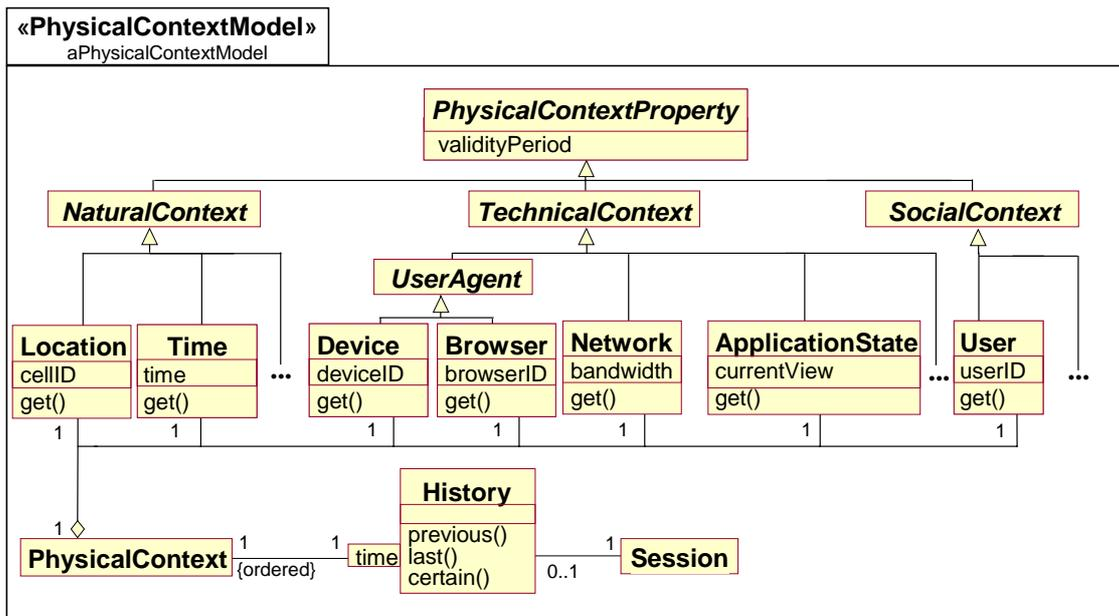 «PhysicalContextModel»
aPhysicalContextModel
PhysicalContextProperty
validityPeriod
NaturalContext
TechnicalContext
SocialContext
UserAgent
Location
cellID
get()
Time
time
get()
...
Device
deviceID
get()
Browser
browserID
get()
Network
bandwidth
get()
ApplicationState
currentView
get()
...
User
userID
get()
...
1
1
1
1
1
1
1
1
PhysicalContext
1
{ordered}
1
time
History
previous()
last()
certain()
0..1
1
Session